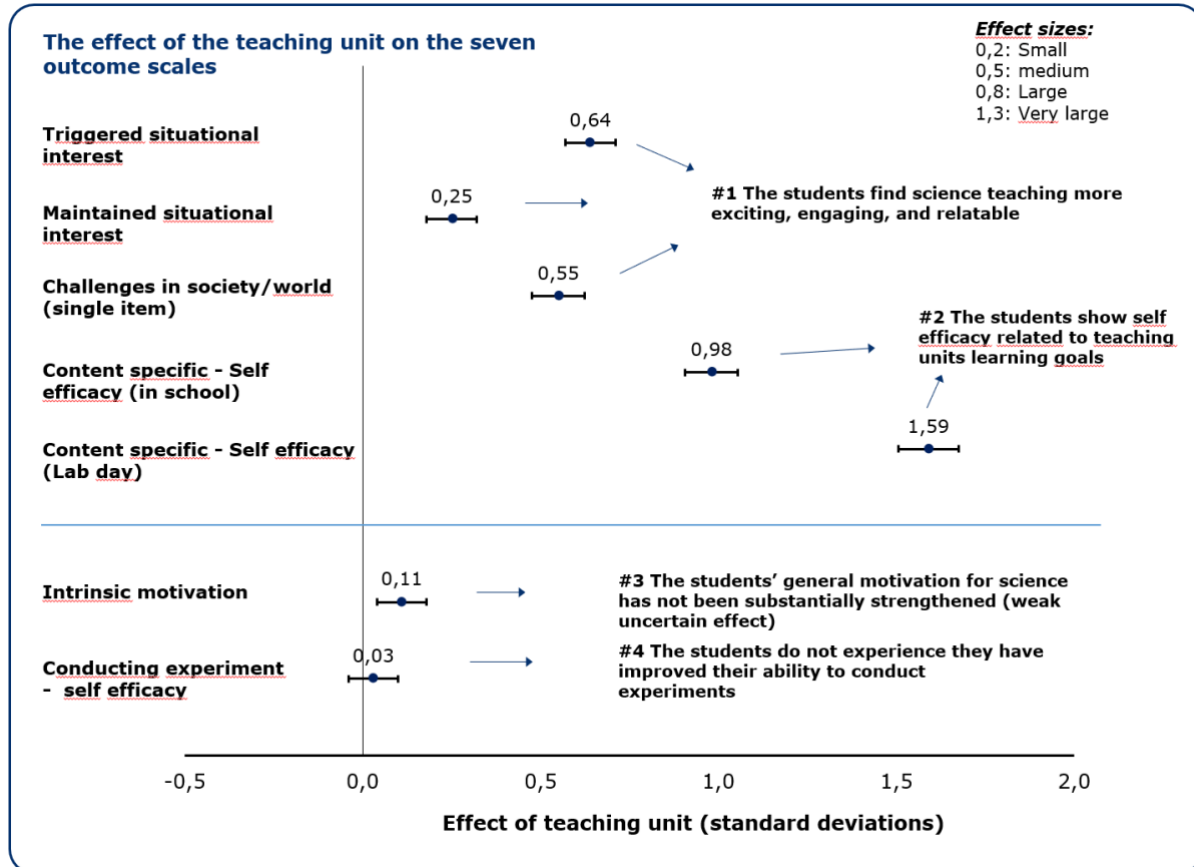 The effect of the teaching unit on the seven
outcome scales
Effect sizes:
0,2: Small
0,5: medium
0,8: Large
1,3: Very large
Triggered situational
interest
0,64
#1 The students find science teaching more
exciting, engaging, and relatable
Maintained situational
interest
0,25
Challenges in society/world
(single item)
0,55
#2 The students show self
efficacy related to teaching
units learning goals
Content specific - Self
efficacy (in school)
0,98
Content specific - Self efficacy
(Lab day)
1,59
Intrinsic motivation
0,11
#3 The students’ general motivation for science
has not been substantially strengthened (weak
uncertain effect)
Conducting experiment
- self efficacy
0,03
#4 The students do not experience they have
improved their ability to conduct
experiments
-0,5 0,0 0,5 1,0 1,5 2,0
Effect of teaching unit (standard deviations)